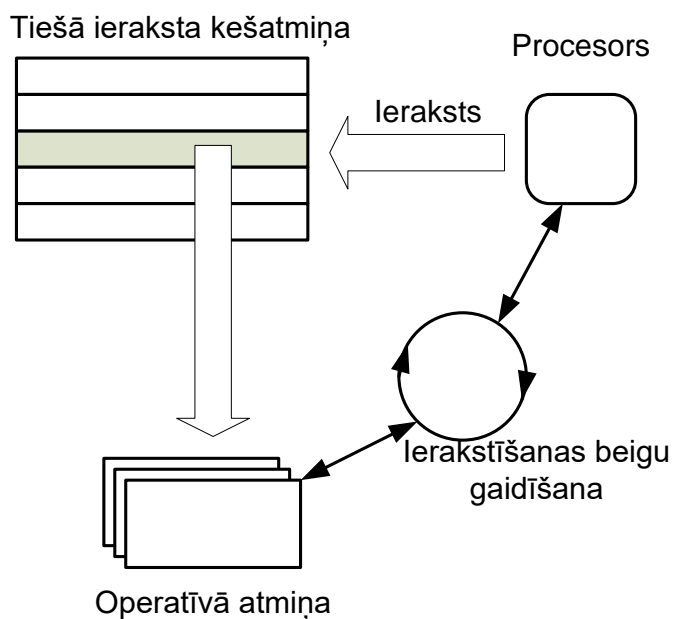 Tiešā ieraksta kešatmiņa
Procesors
Ieraksts
Ierakstīšanas beigu
gaidīšana
Operatīvā atmiņa